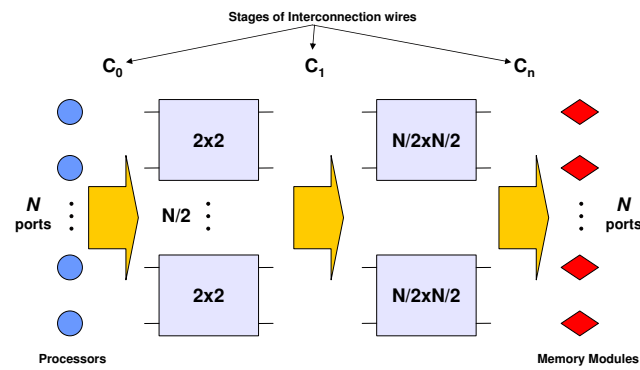 Stages of Interconnection wires
C0 C1 Cn
2x2 N/2xN/2
N
ports
N/2
N
ports
2x2 N/2xN/2
Processors Memory Modules